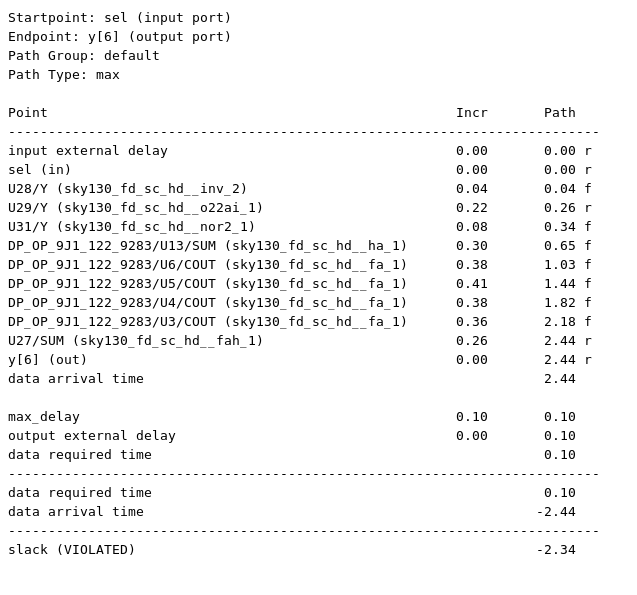 Startpoint: sel (input port)
Endpoint: y[6] (output port)
Path Group: default
Path Type: max
Point                                                   Incr       Path
--------------------------------------------------------------------------
input external delay                                    0.00       0.00 r
sel (in)                                                0.00       0.00 r
U28/Y (sky130_fd_sc_hd__inv_2)                          0.04       0.04 f
U29/Y (sky130_fd_sc_hd__o22ai_1)                        0.22       0.26 r
U31/Y (sky130_fd_sc_hd__nor2_1)                         0.08       0.34 f
DP_OP_9J1_122_9283/U13/SUM (sky130_fd_sc_hd__ha_1)      0.30       0.65 f
DP_OP_9J1_122_9283/U6/COUT (sky130_fd_sc_hd__fa_1)      0.38       1.03 f
DP_OP_9J1_122_9283/U5/COUT (sky130_fd_sc_hd__fa_1)      0.41       1.44 f
DP_OP_9J1_122_9283/U4/COUT (sky130_fd_sc_hd__fa_1)      0.38       1.82 f
DP_OP_9J1_122_9283/U3/COUT (sky130_fd_sc_hd__fa_1)      0.36       2.18 f
U27/SUM (sky130_fd_sc_hd__fah_1)                        0.26       2.44 r
y[6] (out)                                              0.00       2.44 r
data arrival time                                                  2.44
max_delay                                               0.10       0.10
output external delay                                   0.00       0.10
data required time                                                 0.10
--------------------------------------------------------------------------
data required time                                                 0.10
data arrival time                                                 -2.44
--------------------------------------------------------------------------
slack (VIOLATED)                                                  -2.34